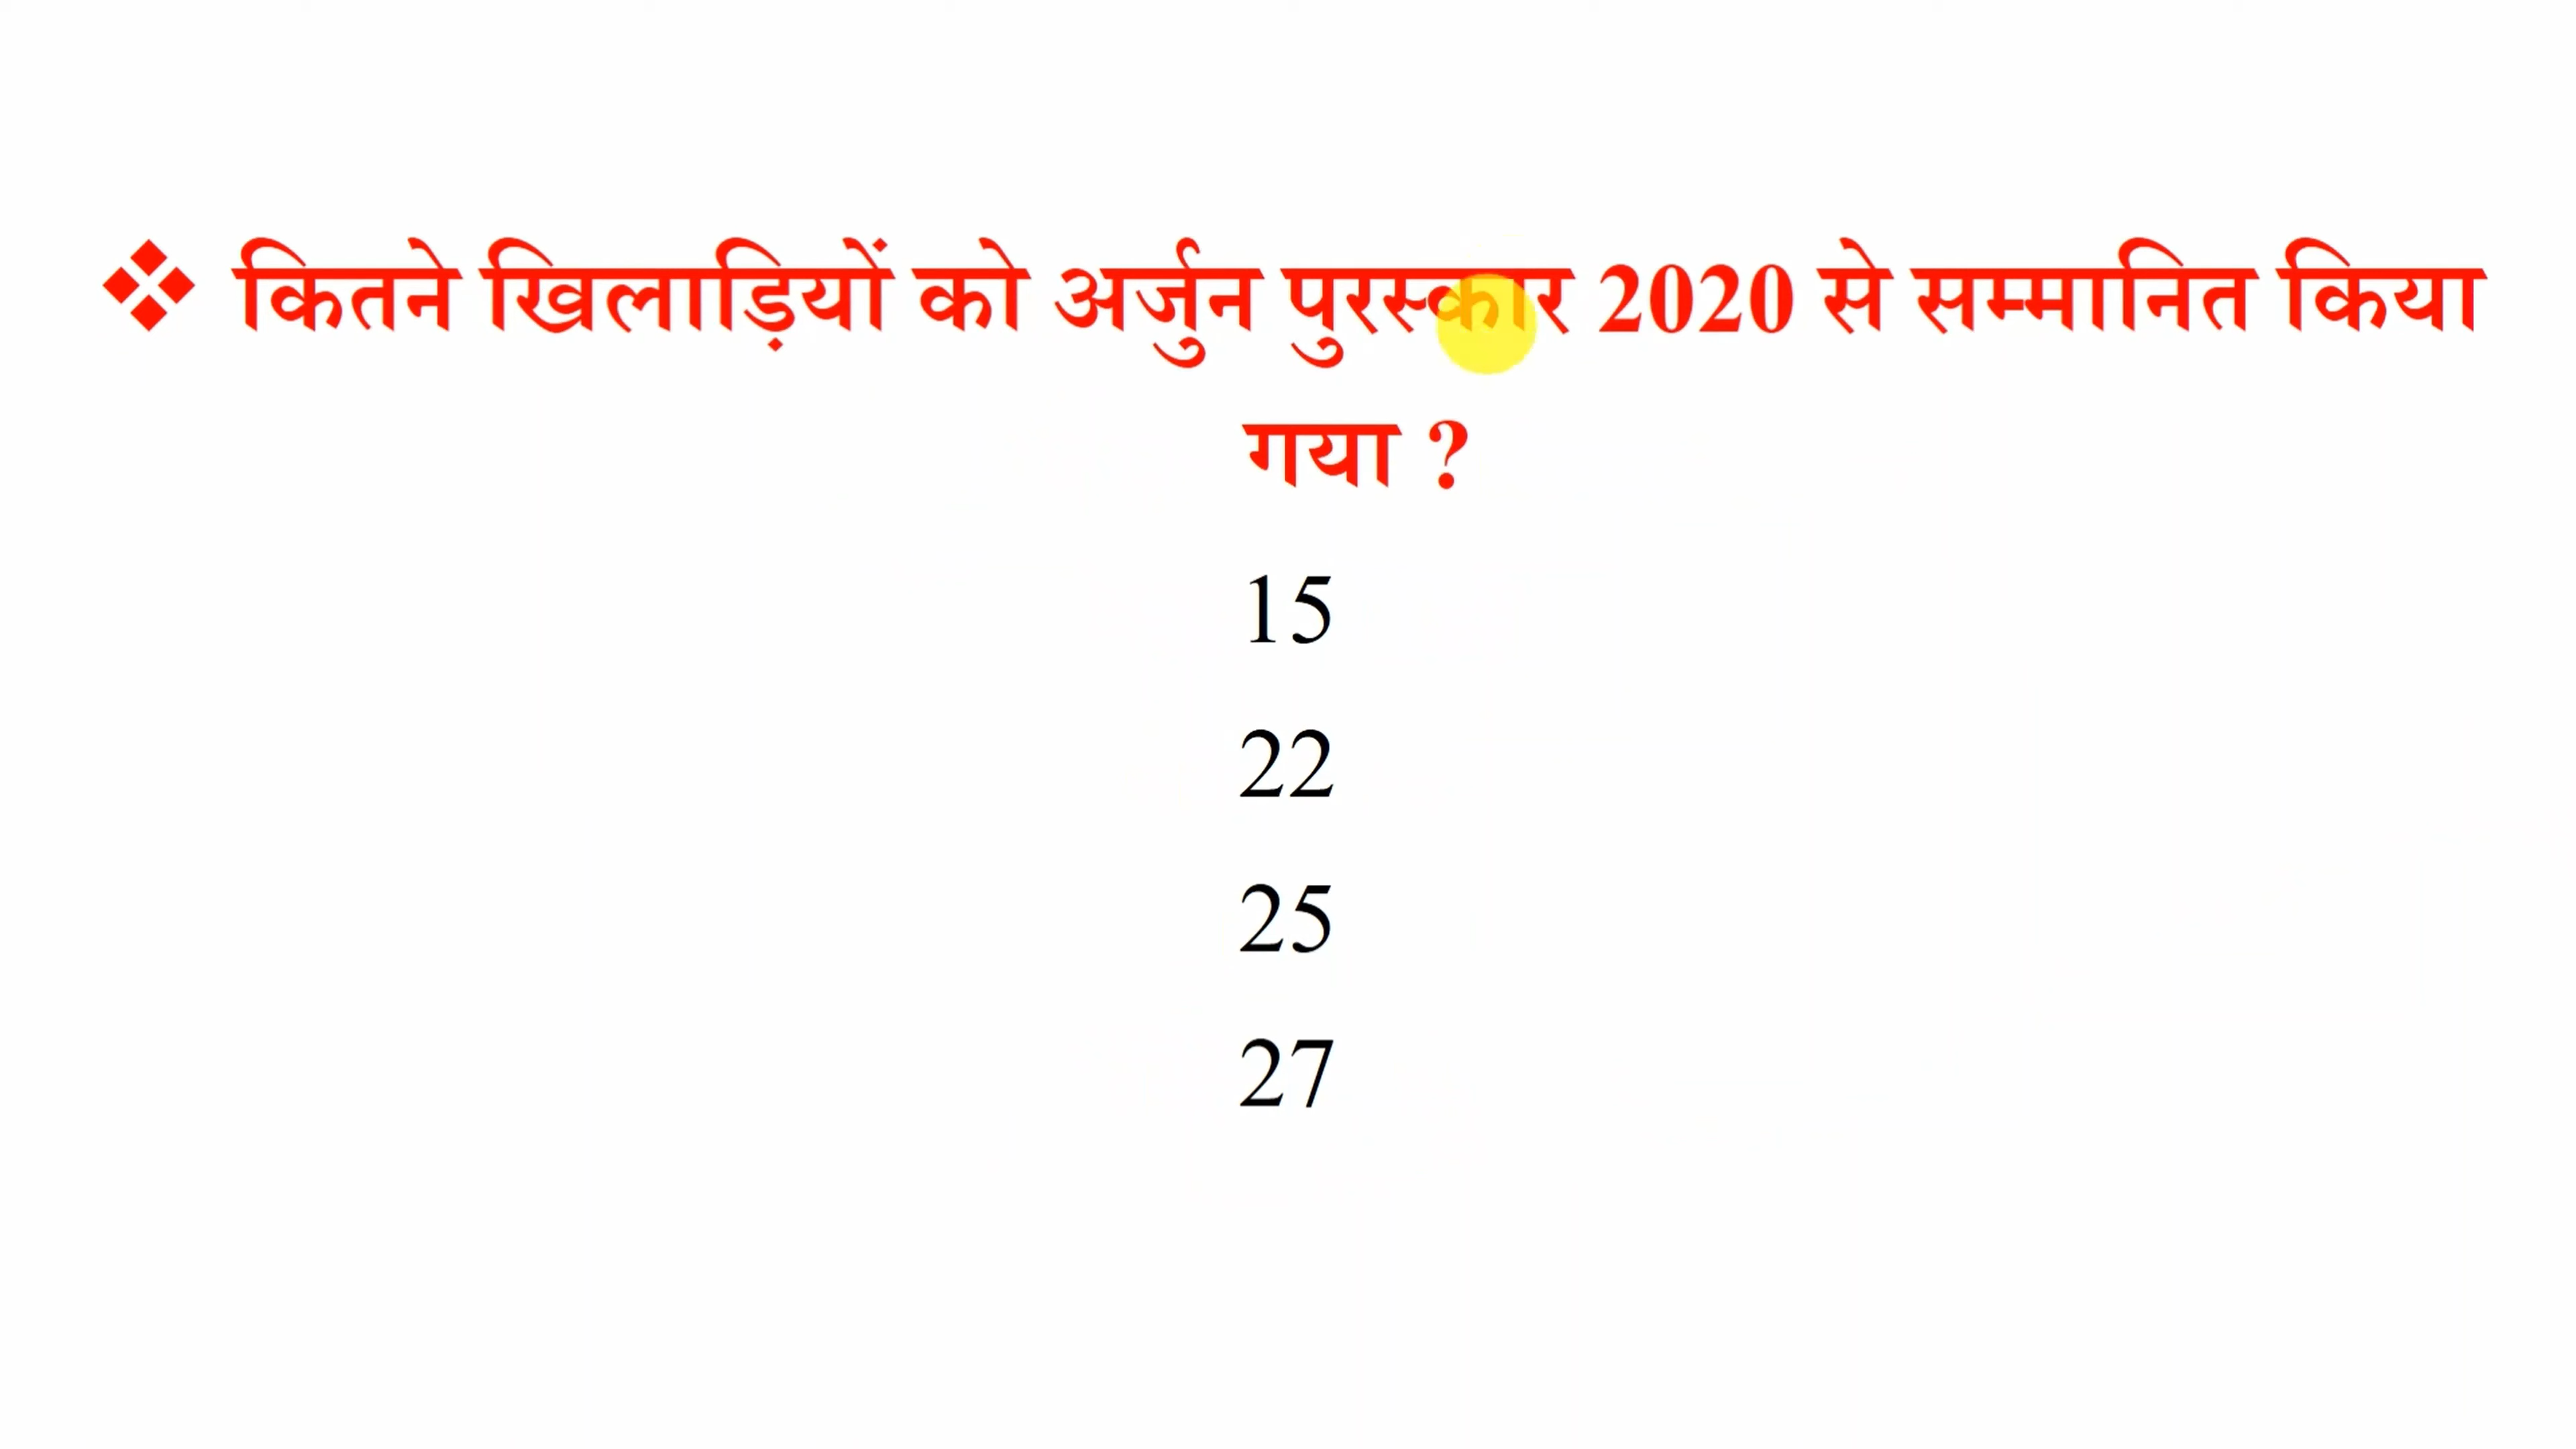 ❖ कितने खिलाड़ियों को अर्जुन पुरस्कार 2020 से सम्मानित किया
गया ?
15
22
25
27